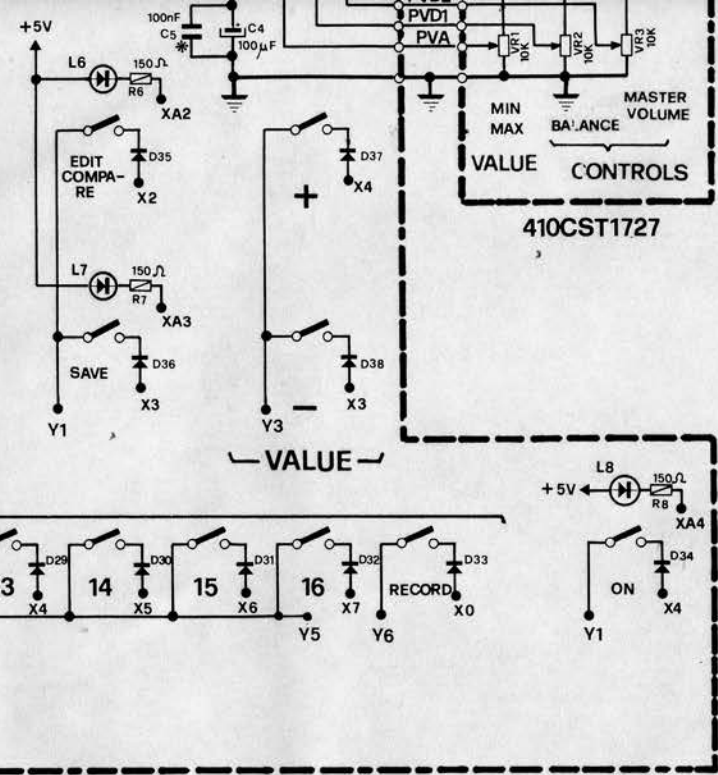 PVD1
PVA
100nF
C5
*
C4
100µF
+5V
L6
150Ω
R6
XA2
EDIT
COMPA-
RE
D35
X2
L7
150Ω
R7
XA3
SAVE
D36
X3
Y1
D37
X4
+
D38
X3
−
Y3
VALUE
VR1
10K
VR2
10K
VR3
10K
MIN
MAX
VALUE
BALANCE
MASTER
VOLUME
CONTROLS
410CST1727
+5V
L8
150Ω
R8
XA4
3
D29
X4
14
D30
X5
15
D31
X6
16
D32
X7
Y5
RECORD
D33
X0
Y6
ON
D34
X4
Y1